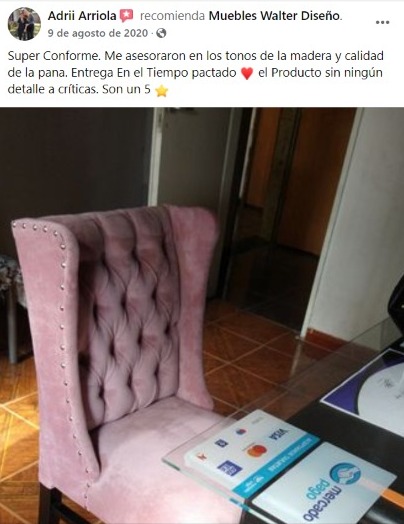 Adrii Arriola recomienda Muebles Walter Diseño.
9 de agosto de 2020
Super Conforme. Me asesoraron en los tonos de la madera y calidad
de la pana. Entrega En el Tiempo pactado ❤️ el Producto sin ningún
detalle a críticas. Son un 5 ⭐
VISA
mercado
pago